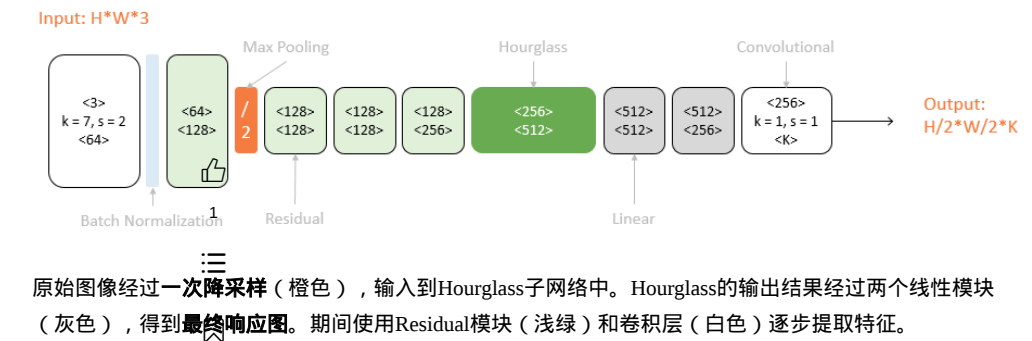 Input: H*W*3
Max Pooling
Hourglass
Convolutional
<3>
k = 7, s = 2
<64>
<64>
<128>
/
2
<128>
<128>
<128>
<128>
<128>
<256>
<256>
<512>
<512>
<512>
<512>
<256>
<256>
k = 1, s = 1
<K>
Output:
H/2*W/2*K
Batch Normalization
1
Residual
Linear
原始图像经过一次降采样（橙色），输入到Hourglass子网络中。Hourglass的输出结果经过两个线性模块
（灰色），得到最终响应图。期间使用Residual模块（浅绿）和卷积层（白色）逐步提取特征。